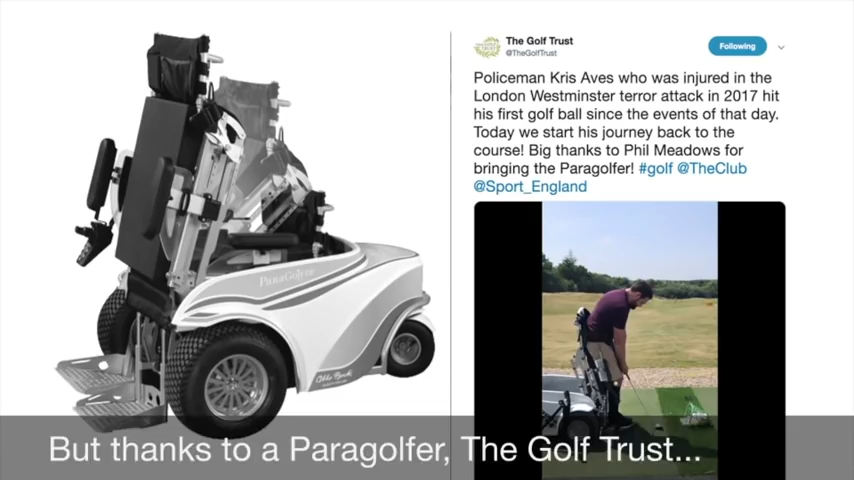 The Golf Trust
@TheGolfTrust
Following
Policeman Kris Aves who was injured in the
London Westminster terror attack in 2017 hit
his first golf ball since the events of that day.
Today we start his journey back to the
course! Big thanks to Phil Meadows for
bringing the Paragolfer! #golf @TheClub
@Sport_England
ParaGolfer
But thanks to a Paragolfer, The Golf Trust...